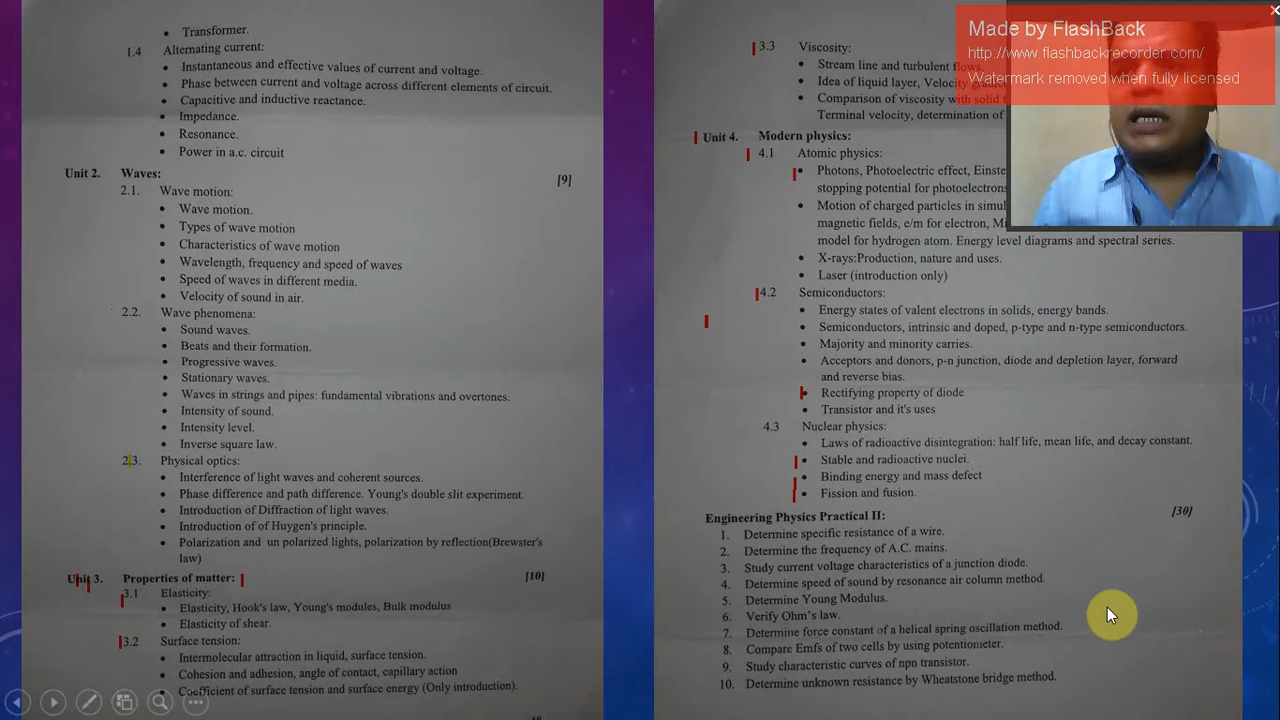 • Transformer.
1.4 Alternating current:
• Instantaneous and effective values of current and voltage.
• Phase between current and voltage across different elements of circuit.
• Capacitive and inductive reactance.
• Impedance.
• Resonance.
• Power in a.c. circuit
Unit 2. Waves: [9]
2.1. Wave motion:
• Wave motion.
• Types of wave motion
• Characteristics of wave motion
• Wavelength, frequency and speed of waves
• Speed of waves in different media.
• Velocity of sound in air.
2.2. Wave phenomena:
• Sound waves.
• Beats and their formation.
• Progressive waves.
• Stationary waves.
• Waves in strings and pipes: fundamental vibrations and overtones.
• Intensity of sound.
• Intensity level.
• Inverse square law.
2.3. Physical optics:
• Interference of light waves and coherent sources.
• Phase difference and path difference. Young's double slit experiment.
• Introduction of Diffraction of light waves.
• Introduction of of Huygen's principle.
• Polarization and un polarized lights, polarization by reflection(Brewster's
law)
Unit 3. Properties of matter: [10]
3.1 Elasticity:
• Elasticity, Hook's law, Young's modules, Bulk modulus
• Elasticity of shear.
3.2 Surface tension:
• Intermolecular attraction in liquid, surface tension.
• Cohesion and adhesion, angle of contact, capillary action
• Coefficient of surface tension and surface energy (Only introduction).
3.3 Viscosity:
• Stream line and turbulent flows.
• Idea of liquid layer, Velocity gradient
• Comparison of viscosity with solid
Terminal velocity, determination of
Unit 4. Modern physics:
4.1 Atomic physics:
• Photons, Photoelectric effect,
stopping potential for photoelectrons
• Motion of charged particles in
magnetic fields, e/m for electron,
model for hydrogen atom. Energy level diagrams and spectral series.
• X-rays:Production, nature and uses.
• Laser (introduction only)
4.2 Semiconductors:
• Energy states of valent electrons in solids, energy bands.
• Semiconductors, intrinsic and doped, p-type and n-type semiconductors.
• Majority and minority carries.
• Acceptors and donors, p-n junction, diode and depletion layer, forward
and reverse bias.
• Rectifying property of diode
• Transistor and it's uses
4.3 Nuclear physics:
• Laws of radioactive disintegration: half life, mean life, and decay constant.
• Stable and radioactive nuclei.
• Binding energy and mass defect
• Fission and fusion.
Engineering Physics Practical II: [30]
1. Determine specific resistance of a wire.
2. Determine the frequency of A.C. mains.
3. Study current voltage characteristics of a junction diode.
4. Determine speed of sound by resonance air column method.
5. Determine Young Modulus.
6. Verify Ohm's law.
7. Determine force constant of a helical spring oscillation method.
8. Compare Emfs of two cells by using potentiometer.
9. Study characteristic curves of npn transistor.
10. Determine unknown resistance by Wheatstone bridge method.
Made by FlashBack
http://www.flashbackrecorder.com/
Watermark removed when fully licensed